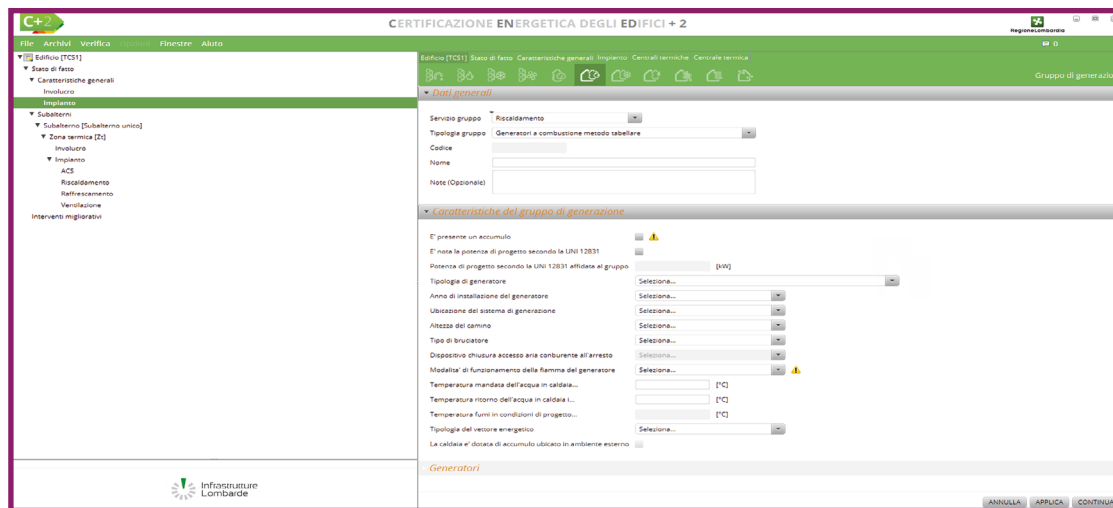 C+2
CERTIFICAZIONE ENERGETICA DEGLI EDIFICI + 2
RegioneLombardia
File Archivi Verifica Opzioni Finestre Aiuto
0
Edificio [TCS1]
Stato di fatto
Caratteristiche generali
Involucro
Impianto
Subalterni
Subalterno [Subalterno unico]
Zona termica [Zt]
Involucro
Impianto
ACS
Riscaldamento
Raffrescamento
Ventilazione
Interventi migliorativi
Infrastrutture
Lombarde
Edificio [TCS1] Stato di fatto Caratteristiche generali Impianto Centrali termiche Centrale termica
Gruppo di generazio
Dati generali
Servizio gruppo Riscaldamento
Tipologia gruppo Generatori a combustione metodo tabellare
Codice
Nome
Note (Opzionale)
Caratteristiche del gruppo di generazione
E' presente un accumulo
E' nota la potenza di progetto secondo la UNI 12831
Potenza di progetto secondo la UNI 12831 affidata al gruppo [kW]
Tipologia di generatore Seleziona...
Anno di installazione del generatore Seleziona...
Ubicazione del sistema di generazione Seleziona...
Altezza del camino Seleziona...
Tipo di bruciatore Seleziona...
Dispositivo chiusura accesso aria comburente all'arresto Seleziona...
Modalita' di funzionamento della fiamma del generatore Seleziona...
Temperatura mandata dell'acqua in caldaia... [°C]
Temperatura ritorno dell'acqua in caldaia i... [°C]
Temperatura fumi in condizioni di progetto... [°C]
Tipologia del vettore energetico Seleziona...
La caldaia e' dotata di accumulo ubicato in ambiente esterno
Generatori
ANNULLA APPLICA CONTINUA